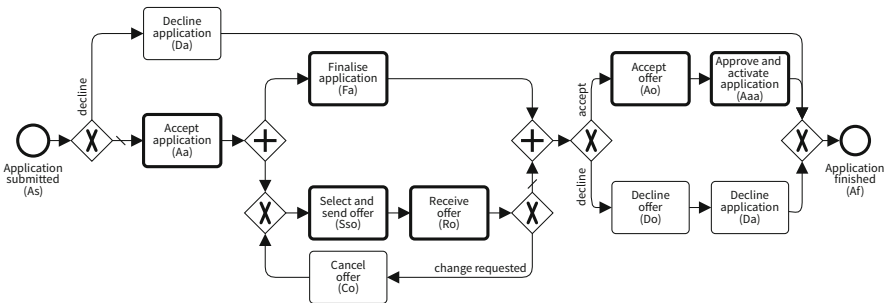 Decline
application
(Da)
decline
Application
submitted
(As)
Accept
application
(Aa)
Finalise
application
(Fa)
Select and
send offer
(Sso)
Receive
offer
(Ro)
Cancel
offer
(Co)
change requested
accept
decline
Accept
offer
(Ao)
Approve and
activate
application
(Aaa)
Decline
offer
(Do)
Decline
application
(Da)
Application
finished
(Af)